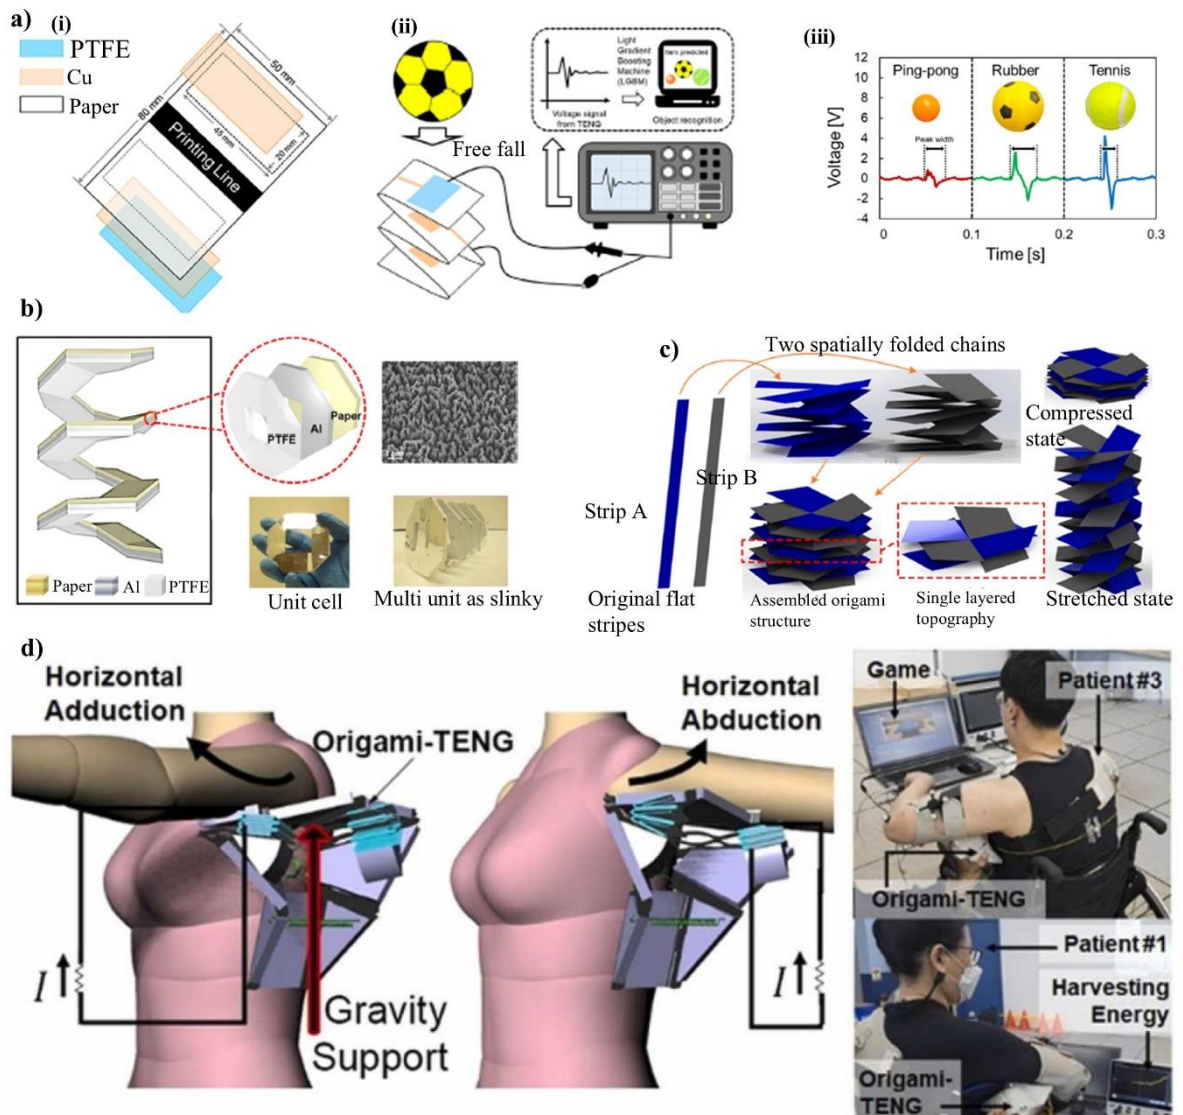 a)
(i)
PTFE
Cu
Paper
80 mm
50 mm
45 mm
20 mm
Printing Line
(ii)
Free fall
Voltage signal
from TENG
Light
Gradient
Boosting
Machine
(LGBM)
Item predicted
Object recognition
(iii)
Voltage [V]
12
10
8
6
4
2
0
-2
-4
Ping-pong
Rubber
Tennis
Peak width
0
0.1
0.2
0.3
Time [s]
b)
PTFE
Al
Paper
Paper
Al
PTFE
Unit cell
Multi unit as slinky
c)
Two spatially folded chains
Strip A
Strip B
Original flat
stripes
Assembled origami
structure
Single layered
topography
Compressed
state
Stretched state
d)
Horizontal
Adduction
Origami-TENG
I
Gravity
Support
Horizontal
Abduction
I
Game
Patient #3
Origami-TENG
Patient #1
Harvesting
Energy
Origami-
TENG